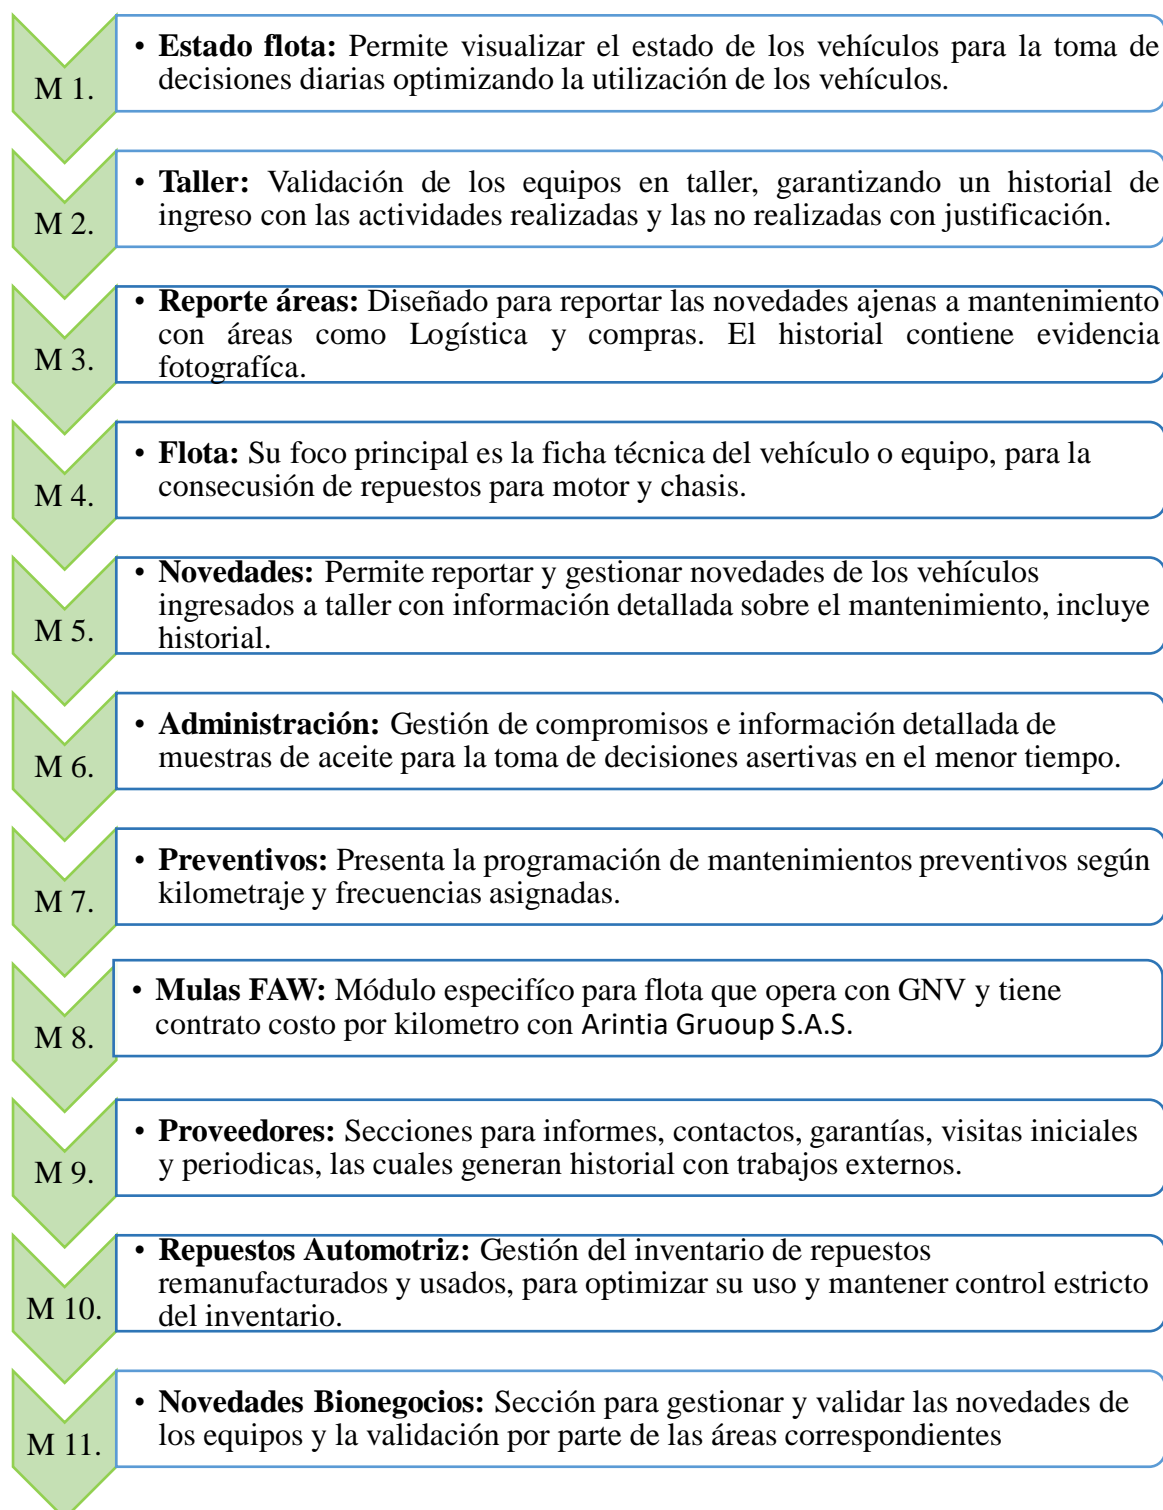 M 1.
• Estado flota: Permite visualizar el estado de los vehículos para la toma de
decisiones diarias optimizando la utilización de los vehículos.
M 2.
• Taller: Validación de los equipos en taller, garantizando un historial de
ingreso con las actividades realizadas y las no realizadas con justificación.
M 3.
• Reporte áreas: Diseñado para reportar las novedades ajenas a mantenimiento
con áreas como Logística y compras. El historial contiene evidencia
fotografíca.
M 4.
• Flota: Su foco principal es la ficha técnica del vehículo o equipo, para la
consecusión de repuestos para motor y chasis.
M 5.
• Novedades: Permite reportar y gestionar novedades de los vehículos
ingresados a taller con información detallada sobre el mantenimiento, incluye
historial.
M 6.
• Administración: Gestión de compromisos e información detallada de
muestras de aceite para la toma de decisiones asertivas en el menor tiempo.
M 7.
• Preventivos: Presenta la programación de mantenimientos preventivos según
kilometraje y frecuencias asignadas.
M 8.
• Mulas FAW: Módulo especifíco para flota que opera con GNV y tiene
contrato costo por kilometro con Arintia Gruoup S.A.S.
M 9.
• Proveedores: Secciones para informes, contactos, garantías, visitas iniciales
y periodicas, las cuales generan historial con trabajos externos.
M 10.
• Repuestos Automotriz: Gestión del inventario de repuestos
remanufacturados y usados, para optimizar su uso y mantener control estricto
del inventario.
M 11.
• Novedades Bionegocios: Sección para gestionar y validar las novedades de
los equipos y la validación por parte de las áreas correspondientes